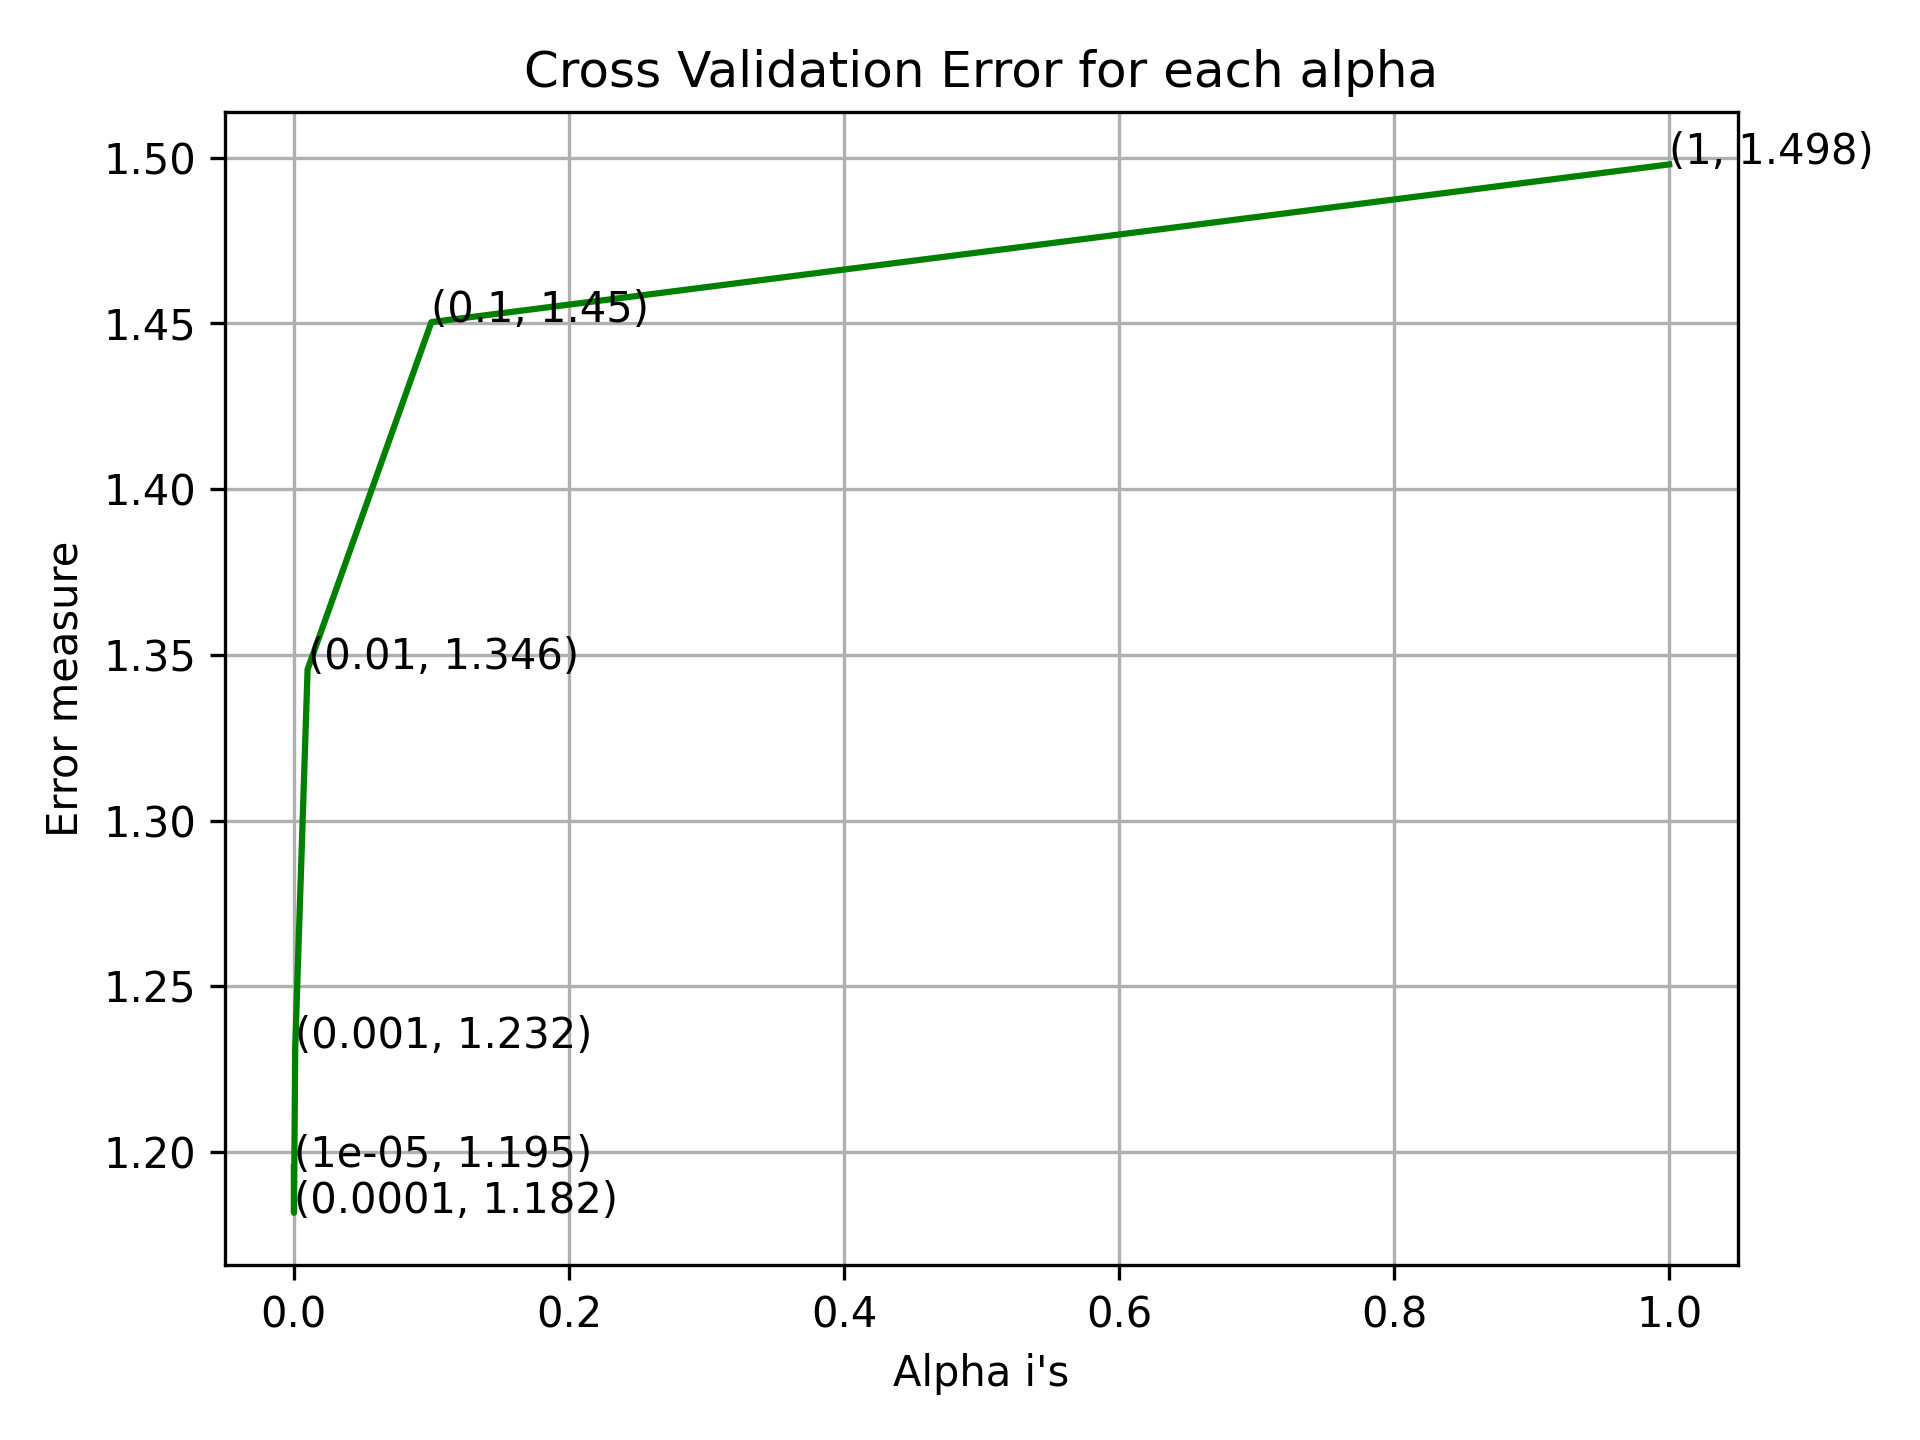 Cross Validation Error for each alpha
(1, 1.498)
1.50
(0.1, 1.45)
1.45
1.40
(0.01, 1.346)
1.35
Error measure
1.30
1.25
(0.001, 1.232)
(1e-05, 1.195)
1.20
(0.0001, 1.182)
0.0 0.2 0.4 0.6 0.8 1.0
Alpha i's